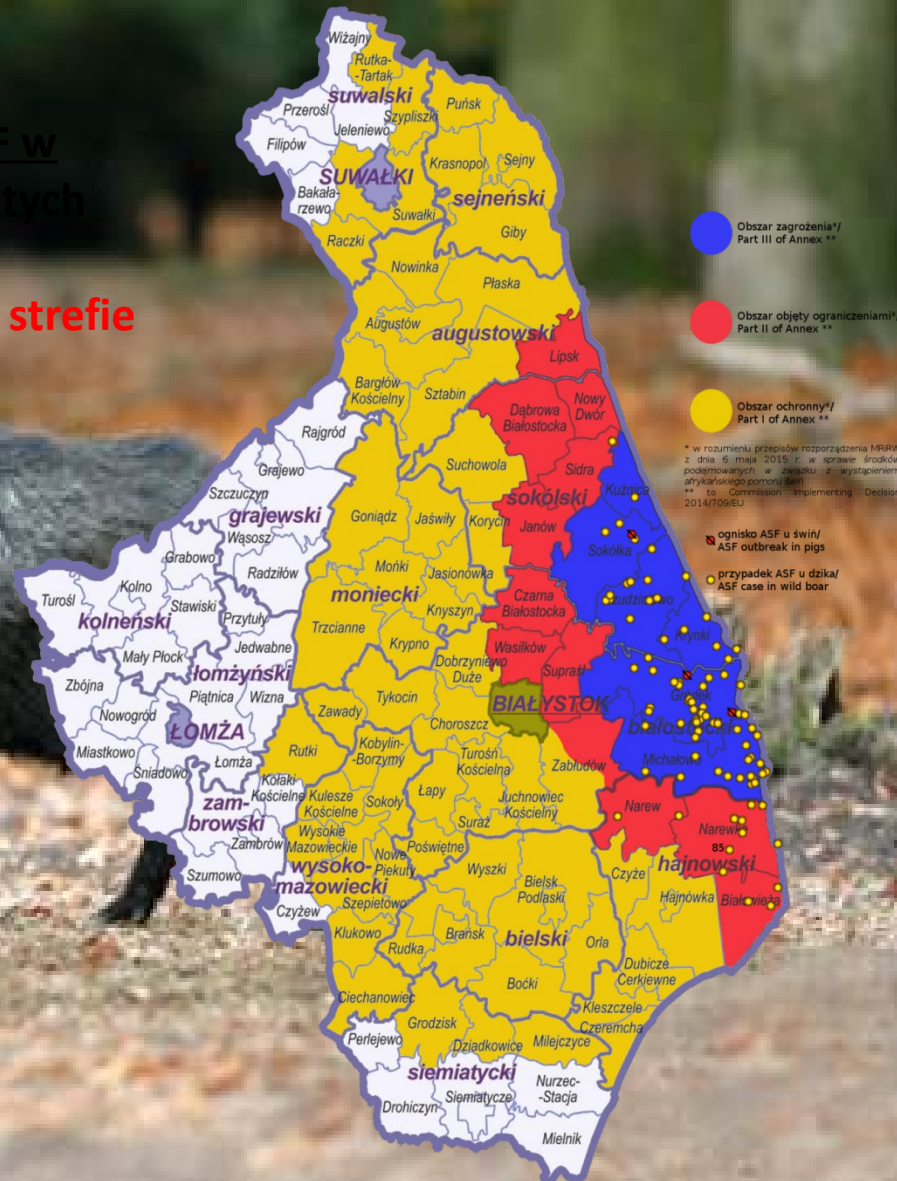 F w
tych
strefie
Wiżajny
Rutka-
-Tartak
suwalski
Puńsk
Przerośl
Szypliszki
Jeleniewo
Filipów
Krasnopol
Sejny
SUWAŁKI
Bakała-
rzewo
sejneński
Suwałki
Giby
Raczki
Nowinka
Płaska
Augustów
augustowski
Lipsk
Bargłów
Kościelny
Sztabin
Nowy
Dwór
Dąbrowa
Białostocka
Rajgród
Suchowola
Sidra
Grajewo
Kuźnica
Szczuczyn
sokólski
grajewski
Goniądz
Jaświły
Korycin
Janów
Wąsosz
Sokółka
Grabowo
Mońki
Radziłów
Jasionówka
Kolno
Turośl
Stawiski
moniecki
Czarna
Białostocka
kolneński
Przytuły
Knyszyn
Krynki
Trzcianne
Mały Płock
Jedwabne
Krypno
Wasilków
łomżyński
Dobrzyniewo
Duże
Supraśl
Zbójna
Piątnica
Wizna
Tykocin
BIAŁYSTOK
Gródek
Nowogród
Zawady
ŁOMŻA
Choroszcz
białostocki
Miastkowo
Rutki
Kobylin-
-Borzymy
Turośń
Kościelna
Michałowo
Śniadowo
Łomża
Zabłudów
Kołaki
Kościelne
Łapy
Kulesze
Kościelne
Sokoły
Juchnowiec
Kościelny
zam-
browski
Suraż
Narew
Wysokie
Mazowieckie
Zambrów
Narewka
Nowe
Piekuty
Poświętne
85
wysoko-
mazowiecki
Wyszki
hajnowski
Szumowo
Czyże
Bielsk
Podlaski
Szepietowo
Hajnówka
Białowieża
Czyżew
Klukowo
Brańsk
bielski
Orla
Rudka
Dubicze
Cerkiewne
Boćki
Ciechanowiec
Kleszczele
Grodzisk
Czeremcha
Perlejewo
Dziadkowice
Milejczyce
siemiatycki
Nurzec-
-Stacja
Siemiatycze
Drohiczyn
Mielnik
Obszar zagrożenia*/
Part III of Annex **
Obszar objęty ograniczeniami*/
Part II of Annex **
Obszar ochronny*/
Part I of Annex **
* w rozumieniu przepisów rozporządzenia MRiRW
z dnia 6 maja 2015 r. w sprawie środków
podejmowanych w związku z wystąpieniem
afrykańskiego pomoru świń
** to Commission Implementing Decision
2014/709/EU
ognisko ASF u świń/
ASF outbreak in pigs
przypadek ASF u dzika/
ASF case in wild boar